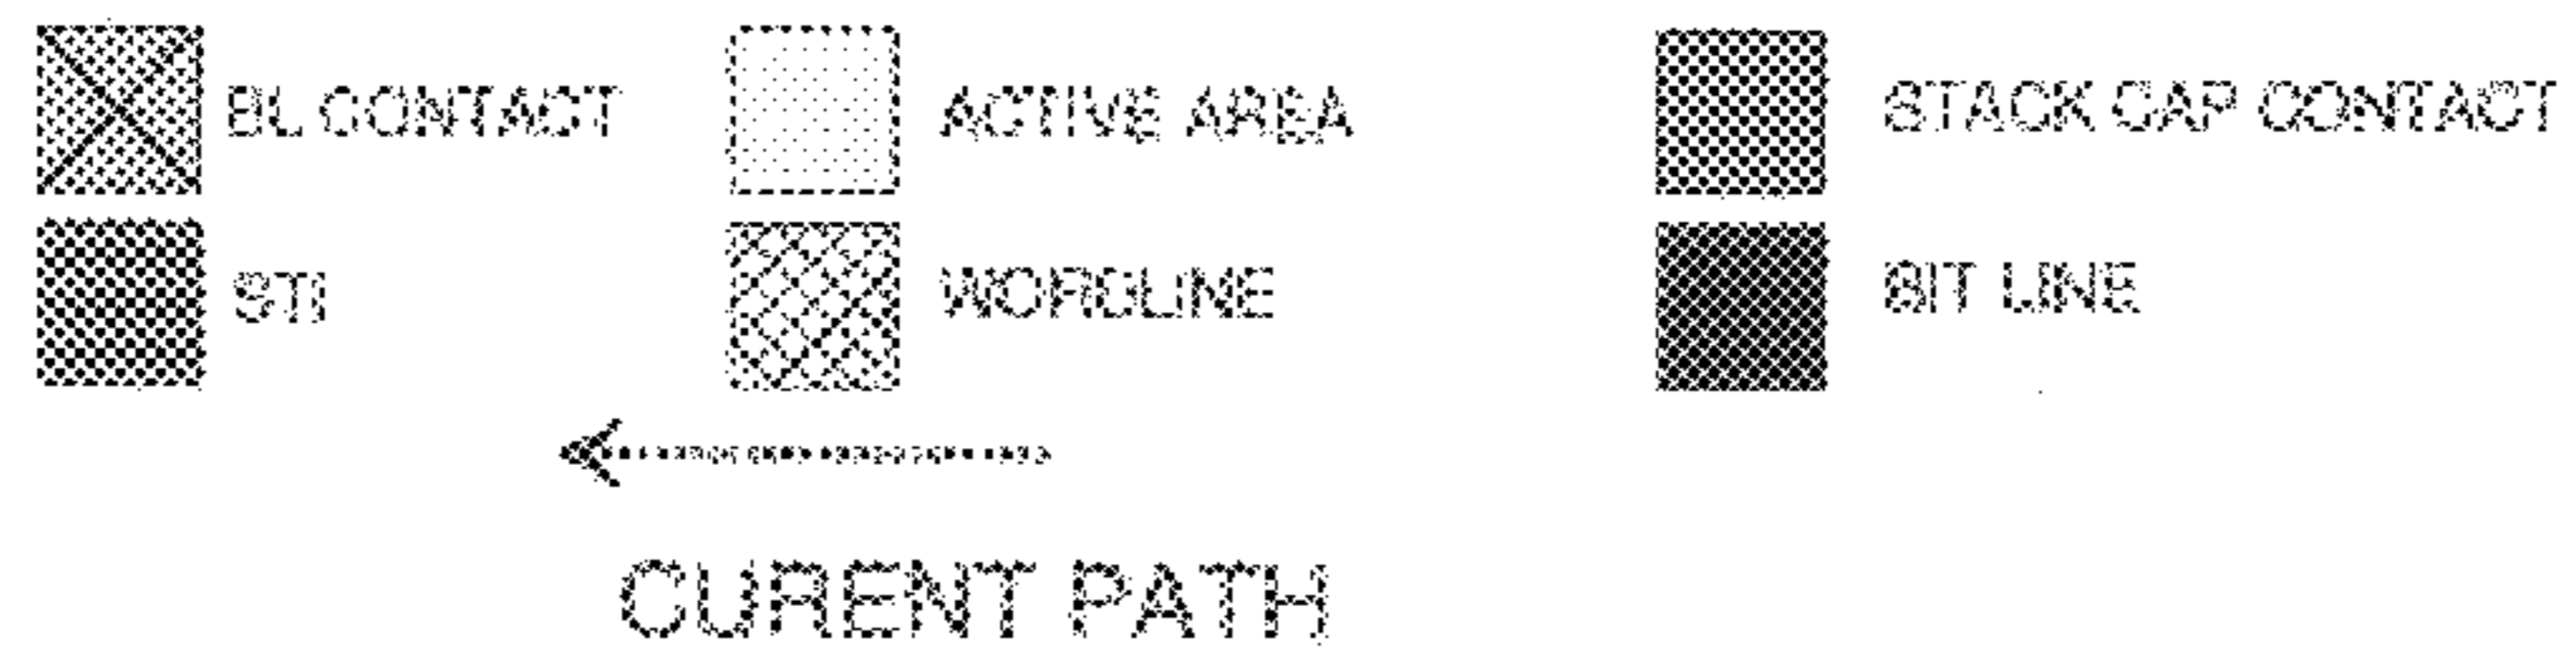 BL CONTACT ACTIVE AREA STACK CAP CONTACT
STI WORDLINE BIT LINE
CURENT PATH